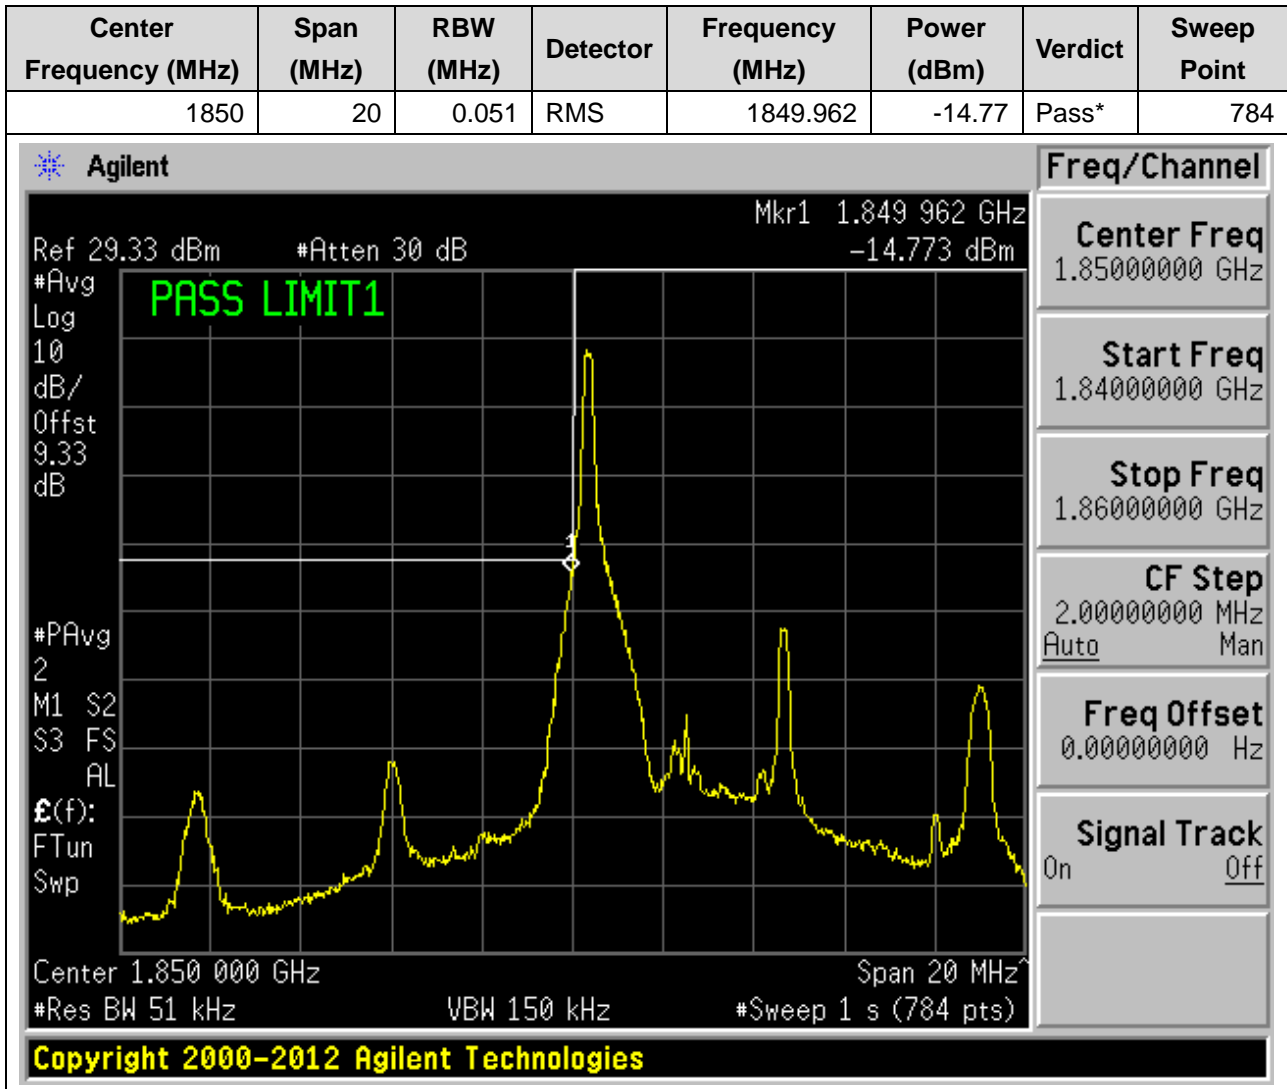 Center Frequency (MHz) Span (MHz) RBW (MHz) Detector Frequency (MHz) Power (dBm) Verdict Sweep Point
1850 20 0.051 RMS 1849.962 -14.77 Pass* 784
Agilent
Freq/Channel
Mkr1 1.849 962 GHz
Ref 29.33 dBm #Atten 30 dB -14.773 dBm
#Avg
Log
10
dB/
Offst
9.33
dB
PASS LIMIT1
1
#PAvg
2
M1 S2
S3 FS
AL
£(f):
FTun
Swp
Center 1.850 000 GHz Span 20 MHz^
#Res BW 51 kHz VBW 150 kHz #Sweep 1 s (784 pts)
Center Freq
1.85000000 GHz
Start Freq
1.84000000 GHz
Stop Freq
1.86000000 GHz
CF Step
2.00000000 MHz
Auto Man
Freq Offset
0.00000000 Hz
Signal Track
On Off
Copyright 2000-2012 Agilent Technologies